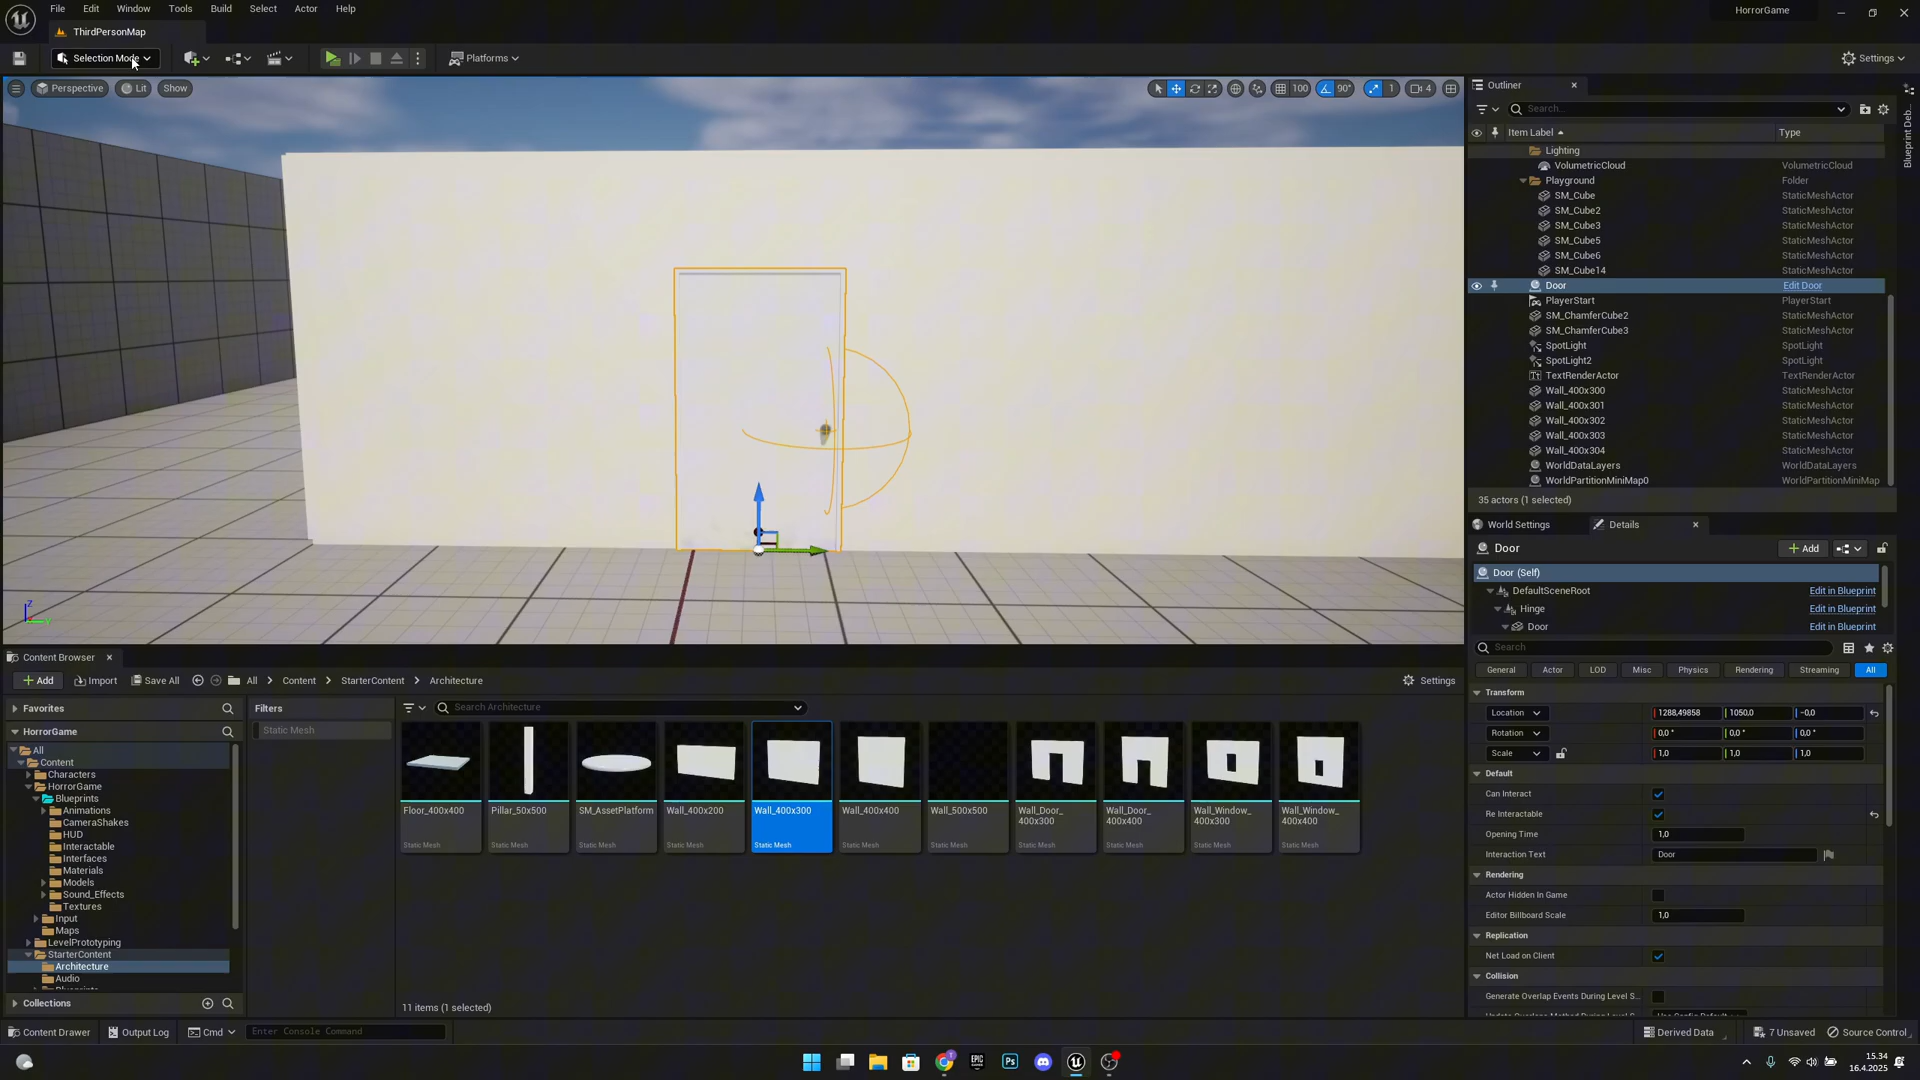 File Edit Window Tools Build Select Actor Help
HorrorGame
ThirdPersonMap
Selection Mode
Platforms
Settings
Perspective Lit Show
100 90° 1 4
Outliner
Search...
Item Label Type
Lighting
VolumetricCloud VolumetricCloud
Playground Folder
SM_Cube StaticMeshActor
SM_Cube2 StaticMeshActor
SM_Cube3 StaticMeshActor
SM_Cube5 StaticMeshActor
SM_Cube6 StaticMeshActor
SM_Cube14 StaticMeshActor
Door Edit Door
PlayerStart PlayerStart
SM_ChamferCube2 StaticMeshActor
SM_ChamferCube3 StaticMeshActor
SpotLight SpotLight
SpotLight2 SpotLight
TextRenderActor TextRenderActor
Wall_400x300 StaticMeshActor
Wall_400x301 StaticMeshActor
Wall_400x302 StaticMeshActor
Wall_400x303 StaticMeshActor
Wall_400x304 StaticMeshActor
WorldDataLayers WorldDataLayers
WorldPartitionMiniMap0 WorldPartitionMiniMap
35 actors (1 selected)
Blueprint Deb...
World Settings Details
Door
Add
Door (Self)
DefaultSceneRoot Edit in Blueprint
Hinge Edit in Blueprint
Door Edit in Blueprint
Search
General Actor LOD Misc Physics Rendering Streaming All
Transform
Location 1288,49858 1050,0 -0,0
Rotation 0,0 ° 0,0 ° 0,0 °
Scale 1,0 1,0 1,0
Default
Can Interact
Re Interactable
Opening Time 1,0
Interaction Text Door
Rendering
Actor Hidden In Game
Editor Billboard Scale 1,0
Replication
Net Load on Client
Collision
Generate Overlap Events During Level S...
Z
Y
Content Browser
Add Import Save All All Content StarterContent Architecture Settings
Favorites
HorrorGame
All
Content
Characters
HorrorGame
Blueprints
Animations
CameraShakes
HUD
Interactable
Interfaces
Materials
Models
Sound_Effects
Textures
Input
Maps
LevelPrototyping
StarterContent
Architecture
Audio
Collections
Filters
Static Mesh
Search Architecture
Floor_400x400 Pillar_50x500 SM_AssetPlatform Wall_400x200 Wall_400x300 Wall_400x400 Wall_500x500 Wall_Door_400x300 Wall_Door_400x400 Wall_Window_400x300 Wall_Window_400x400
Static Mesh Static Mesh Static Mesh Static Mesh Static Mesh Static Mesh Static Mesh Static Mesh Static Mesh Static Mesh Static Mesh
11 items (1 selected)
Content Drawer Output Log Cmd Enter Console Command
Derived Data 7 Unsaved Source Control
EPIC
Ps
15.34
16.4.2025